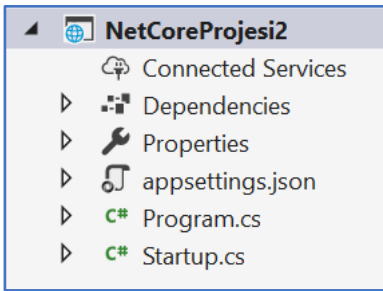 NetCoreProjesi2
Connected Services
Dependencies
Properties
appsettings.json
C# Program.cs
C# Startup.cs